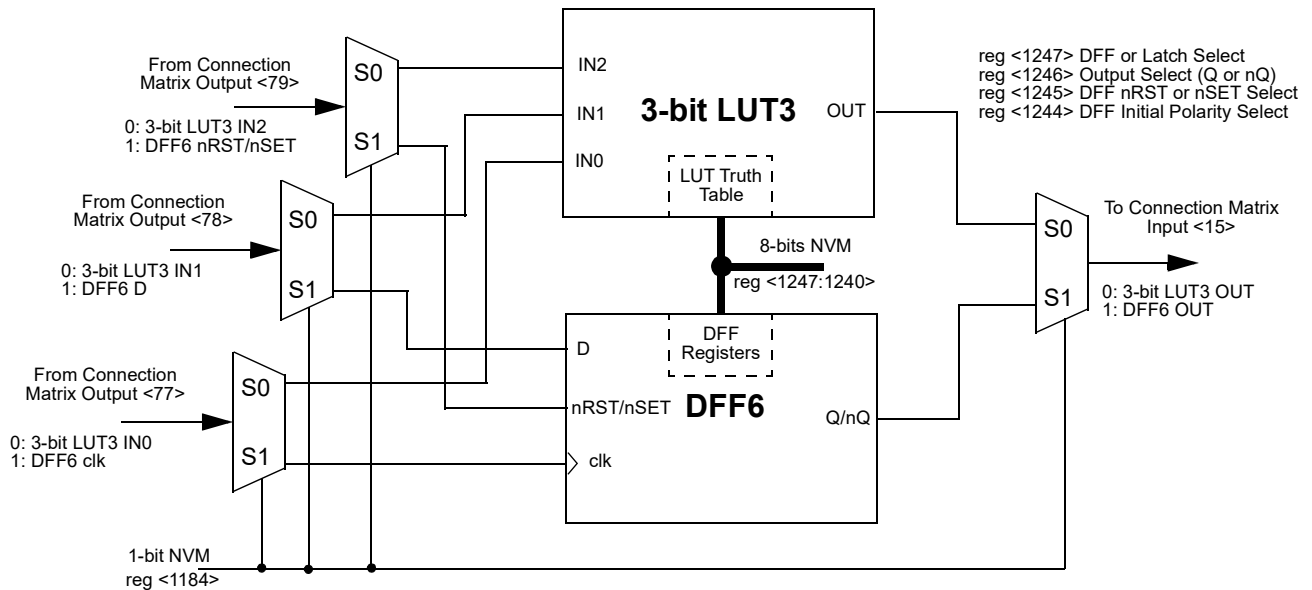 From Connection
Matrix Output <79>
0: 3-bit LUT3 IN2
1: DFF6 nRST/nSET
S0
S1
From Connection
Matrix Output <78>
0: 3-bit LUT3 IN1
1: DFF6 D
S0
S1
From Connection
Matrix Output <77>
0: 3-bit LUT3 IN0
1: DFF6 clk
S0
S1
1-bit NVM
reg <1184>
IN2
IN1
IN0
3-bit LUT3
OUT
LUT Truth
Table
8-bits NVM
reg <1247:1240>
DFF
Registers
D
nRST/nSET
clk
DFF6
Q/nQ
reg <1247> DFF or Latch Select
reg <1246> Output Select (Q or nQ)
reg <1245> DFF nRST or nSET Select
reg <1244> DFF Initial Polarity Select
S0
S1
To Connection Matrix
Input <15>
0: 3-bit LUT3 OUT
1: DFF6 OUT